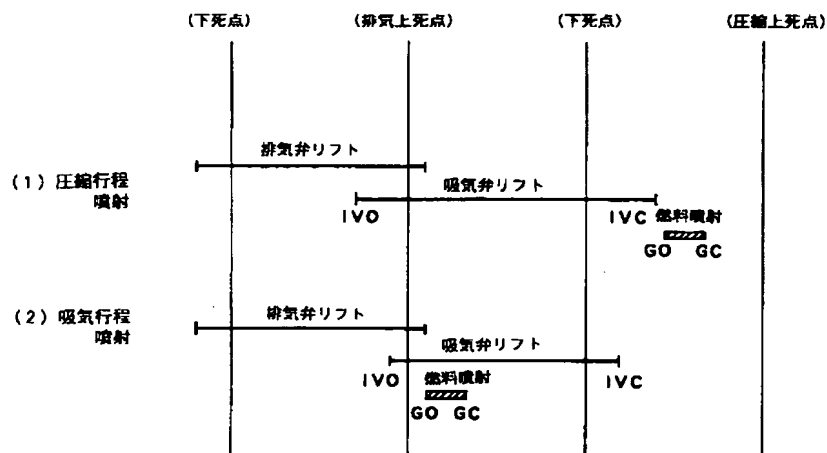 (下死点) (排気上死点) (下死点) (圧縮上死点)
排気弁リフト
(1)圧縮行程
噴射
吸気弁リフト
IVO IVC 燃料噴射
GO GC
(2)吸気行程
噴射
排気弁リフト
吸気弁リフト
IVO 燃料噴射 IVC
GO GC